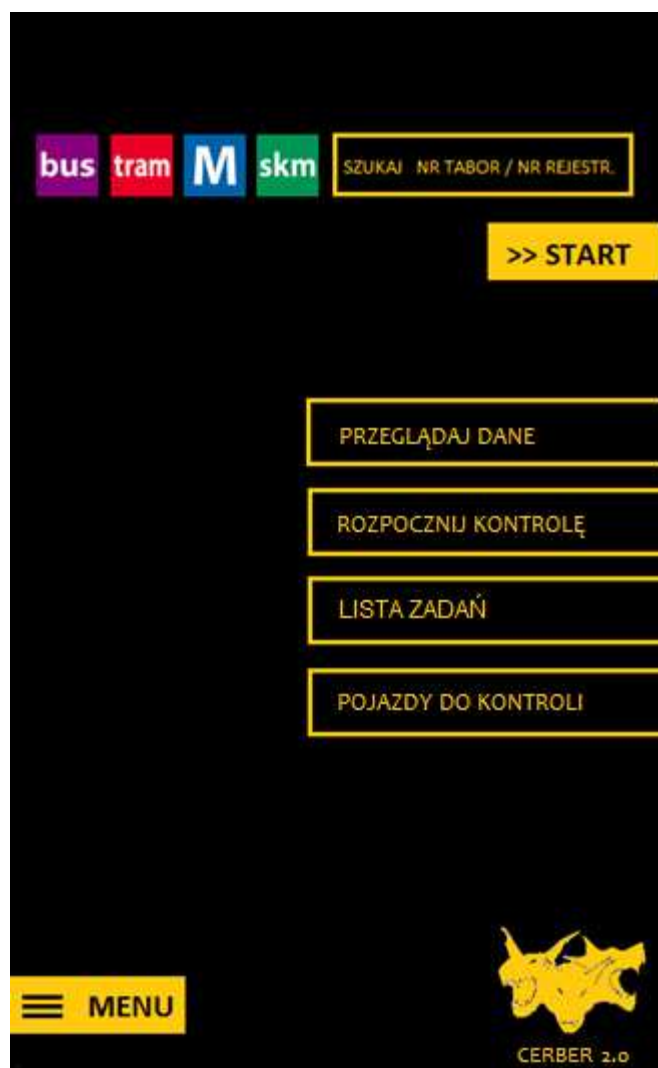 bus tram M skm SZUKAJ NR TABOR / NR REJESTR.
>> START
PRZEGLĄDAJ DANE
ROZPOCZNIJ KONTROLĘ
LISTA ZADAŃ
POJAZDY DO KONTROLI
MENU
CERBER 2.0